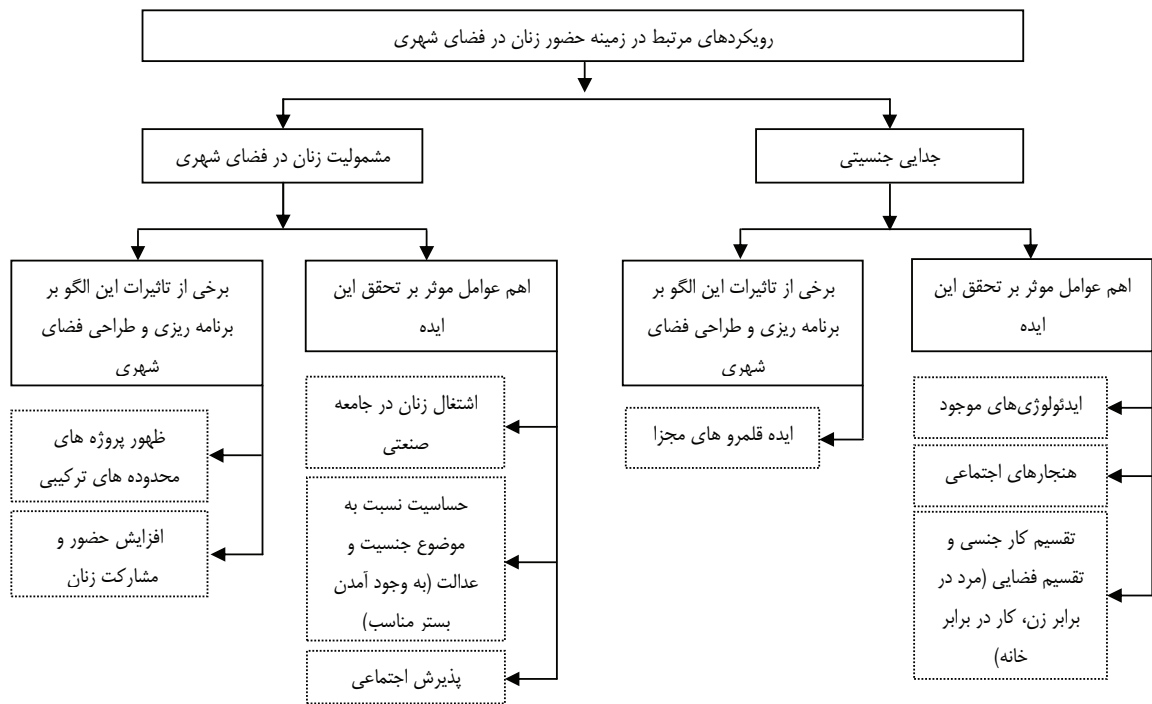 رویکردهای مرتبط در زمینه حضور زنان در فضای شهری
جدایی جنسیتی
مشمولیت زنان در فضای شهری
اهم عوامل موثر بر تحقق این
ایده
ایدئولوژی‌های موجود
هنجارهای اجتماعی
تقسیم کار جنسی و
تقسیم فضایی (مرد در
برابر زن، کار در برابر
خانه)
برخی از تاثیرات این الگو بر
برنامه ریزی و طراحی فضای
شهری
ایده قلمرو های مجزا
اهم عوامل موثر بر تحقق این
ایده
اشتغال زنان در جامعه
صنعتی
حساسیت نسبت به
موضوع جنسیت و
عدالت (به وجود آمدن
بستر مناسب)
پذیرش اجتماعی
برخی از تاثیرات این الگو بر
برنامه ریزی و طراحی فضای
شهری
ظهور پروژه های
محدوده های ترکیبی
افزایش حضور و
مشارکت زنان